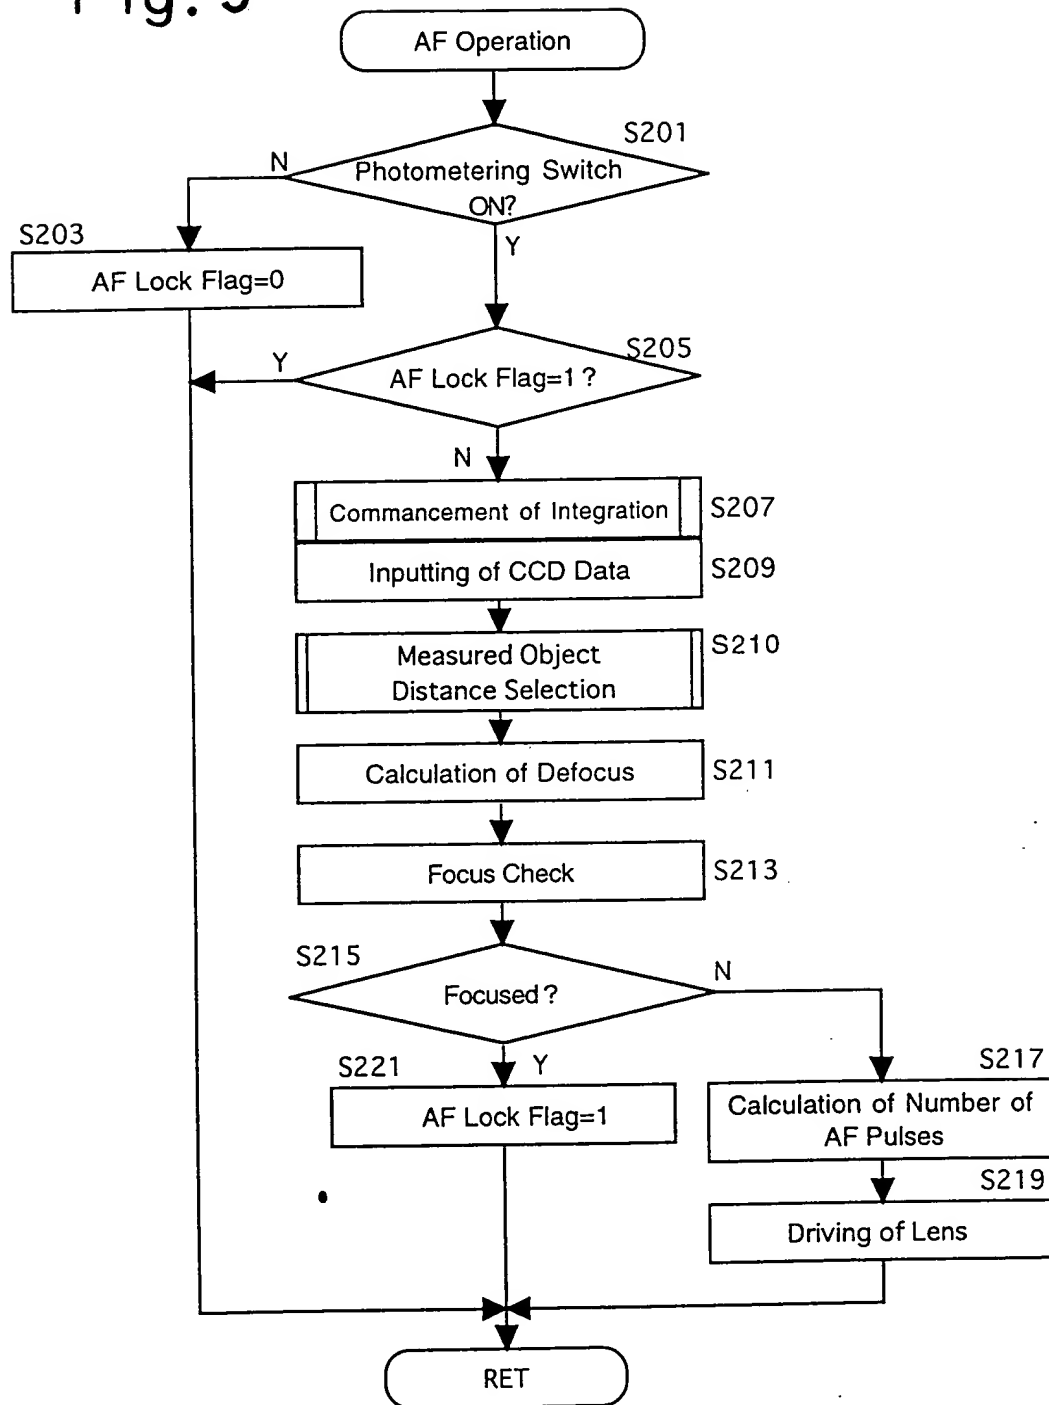 AF Operation
S201
Photometering Switch
ON?
N
Y
S203
AF Lock Flag=0
S205
AF Lock Flag=1?
Y
N
Commancement of Integration
S207
Inputting of CCD Data
S209
Measured Object
Distance Selection
S210
Calculation of Defocus
S211
Focus Check
S213
S215
Focused?
N
Y
S221
AF Lock Flag=1
S217
Calculation of Number of
AF Pulses
S219
Driving of Lens
RET